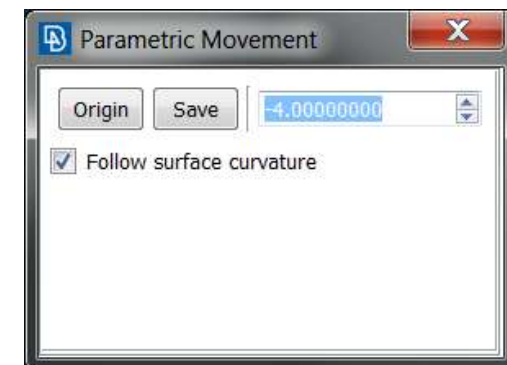 Parametric Movement
Origin Save -4.00000000
Follow surface curvature